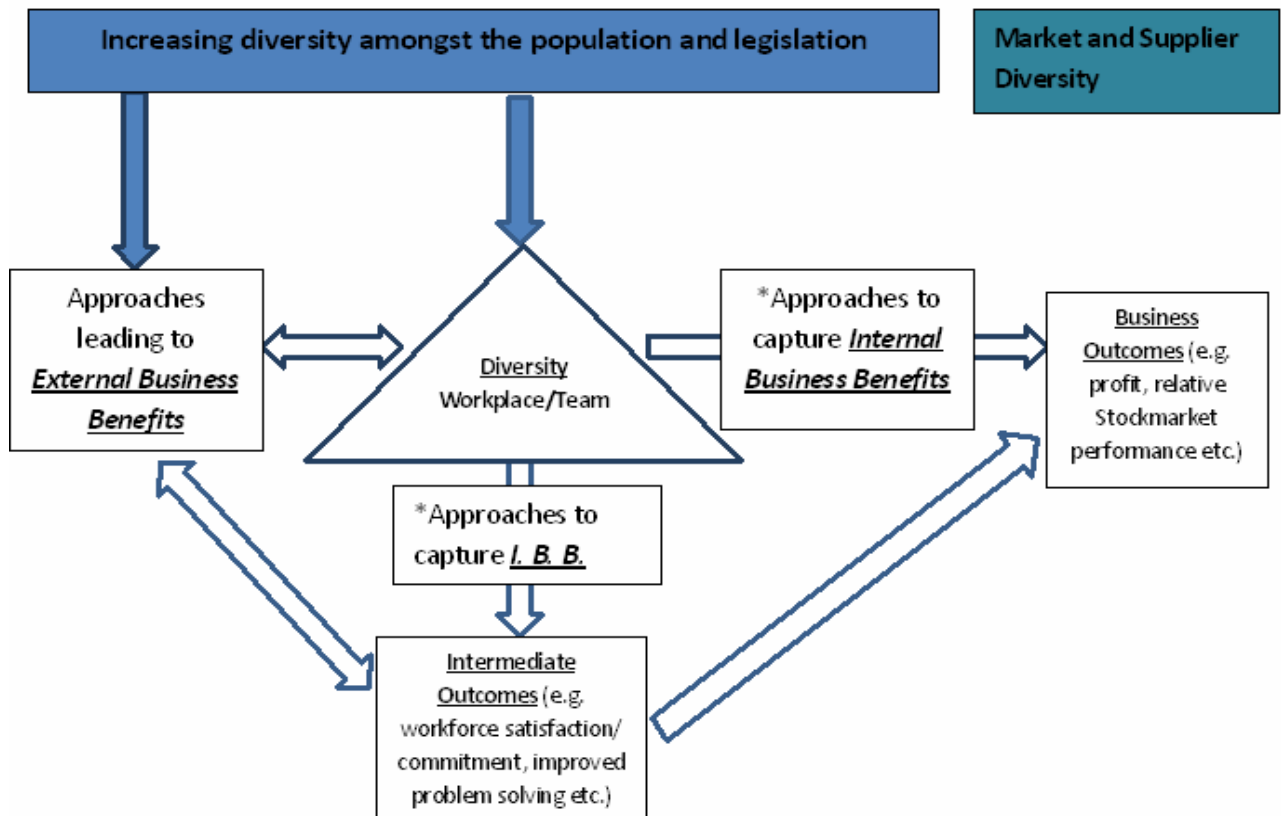 Increasing diversity amongst the population and legislation
Market and Supplier
Diversity
Approaches
leading to
External Business
Benefits
Diversity
Workplace/Team
*Approaches to
capture Internal
Business Benefits
Business
Outcomes (e.g.
profit, relative
Stockmarket
performance etc.)
*Approaches to
capture I. B. B.
Intermediate
Outcomes (e.g.
workforce satisfaction/
commitment, improved
problem solving etc.)